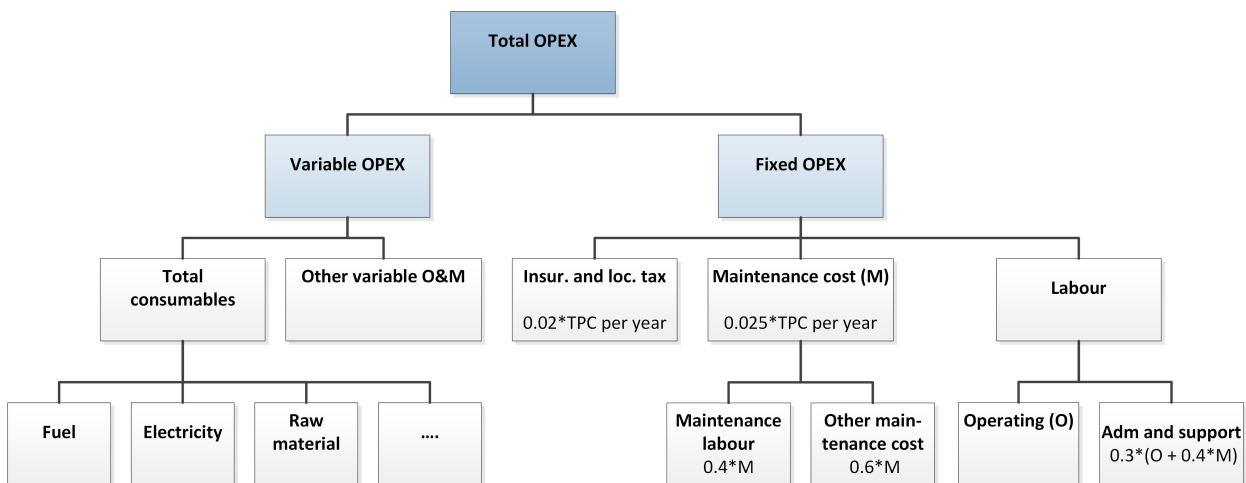 Total OPEX
Variable OPEX
Fixed OPEX
Total
consumables
Other variable O&M
Insur. and loc. tax
0.02*TPC per year
Maintenance cost (M)
0.025*TPC per year
Labour
Fuel
Electricity
Raw
material
....
Maintenance
labour
0.4*M
Other main-
tenance cost
0.6*M
Operating (O)
Adm and support
0.3*(O + 0.4*M)